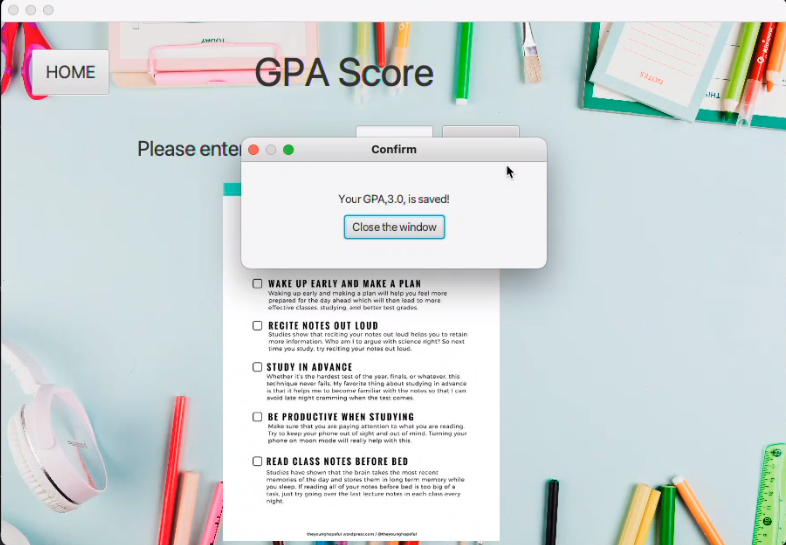 TODAY
HOME
GPA Score
NOTES
Please enter
Confirm
Your GPA,3.0, is saved!
Close the window
WAKE UP EARLY AND MAKE A PLAN
Waking up early and making a plan will help you feel more
prepared for the day ahead which will then lead to more
effective classes, studying, and better test grades.
RECITE NOTES OUT LOUD
Studies show that reciting your notes out loud helps you to retain
more information. Who am I to argue with science right? So next
time you study, try reciting your notes out loud.
STUDY IN ADVANCE
Whether it's the hardest test of the year, finals, or whatever, this
technique never fails. My favorite thing about studying in advance
is that it helps me to become familiar with the notes so that I can
avoid late night cramming when the test comes.
BE PRODUCTIVE WHEN STUDYING
Make sure that you are paying attention to what you are reading.
Try to keep your phone out of sight and out of mind. Turning your
phone on moon mode will really help with this.
READ CLASS NOTES BEFORE BED
Studies have shown that the brain takes the most recent
memories of the day and stores them in long term memory while
you sleep. If reading all of your notes before bed is too big of a
task, just try going over the last lecture notes in each class every
night.
theyounghopeful.wordpress.com / @theyounghopeful